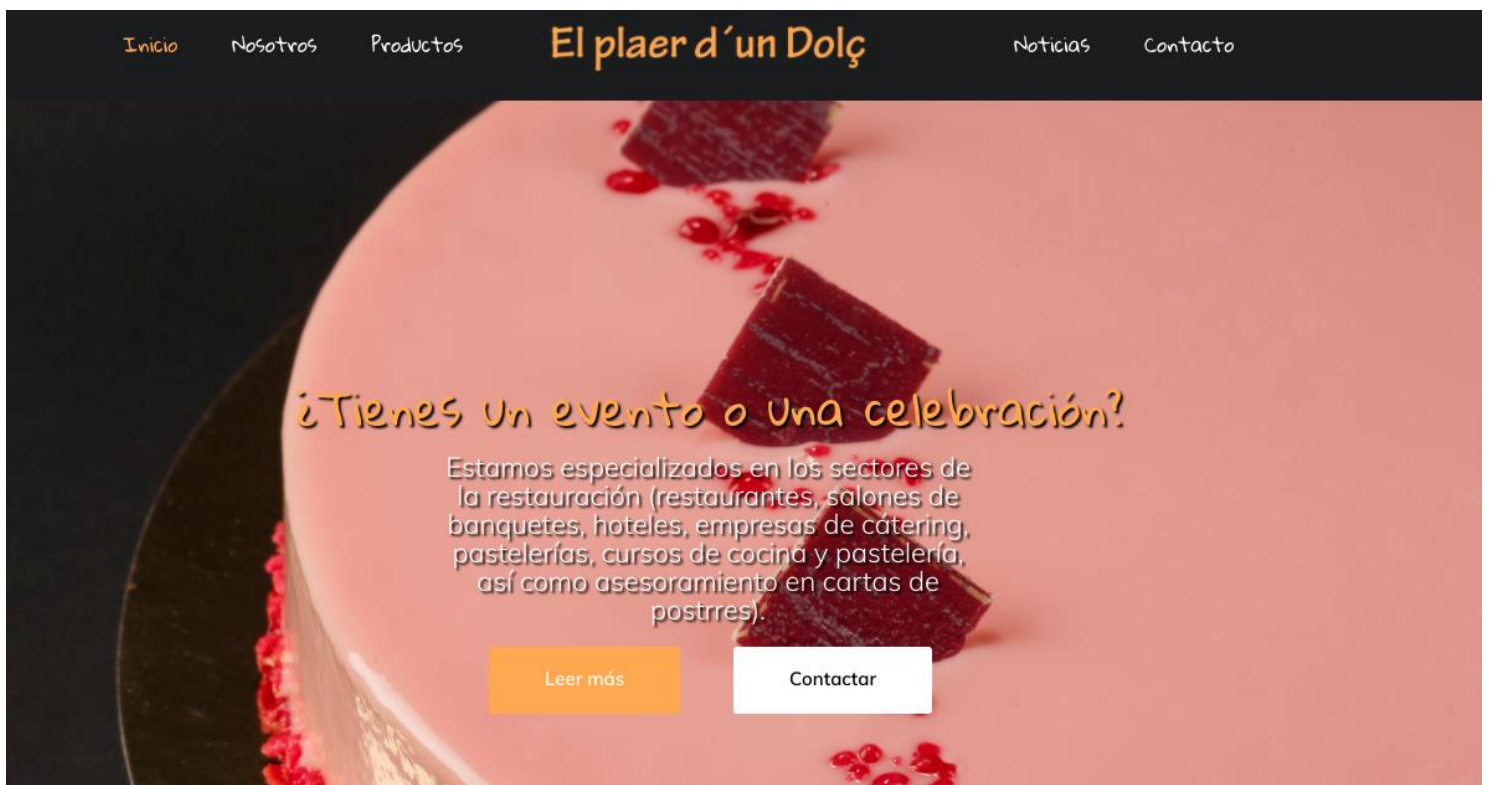 Inicio Nosotros Productos El plaer d´un Dolç Noticias Contacto
¿Tienes un evento o una celebración?
Estamos especializados en los sectores de
la restauración (restaurantes, salones de
banquetes, hoteles, empresas de cátering,
pastelerías, cursos de cocina y pastelería,
así como asesoramiento en cartas de
postrres).
Leer más Contactar